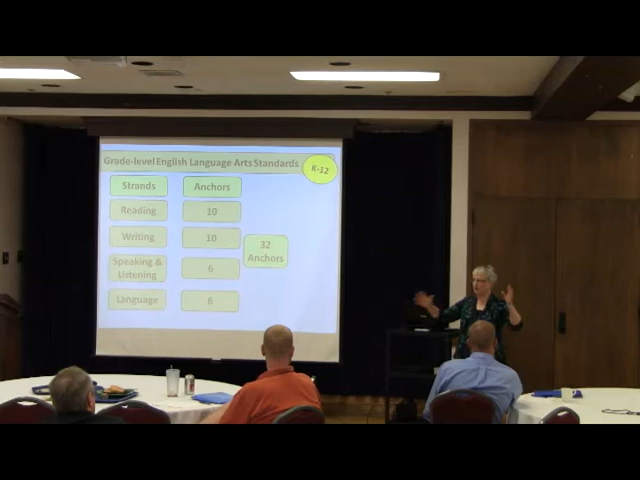 Grade-level English Language Arts Standards
K-12
Strands
Anchors
Reading
10
Writing
10
32
Anchors
Speaking &
Listening
6
Language
6